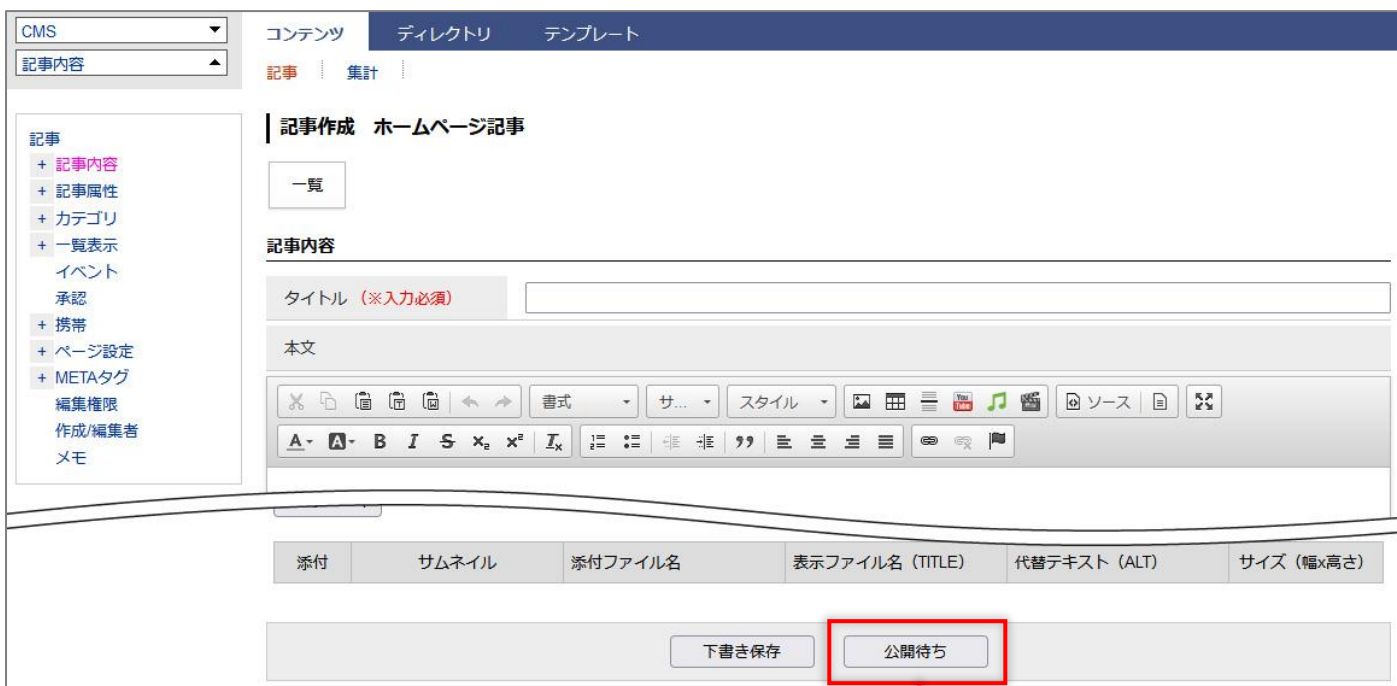 CMS
記事内容
コンテンツ ディレクトリ テンプレート
記事 集計
記事
+ 記事内容
+ 記事属性
+ カテゴリ
+ 一覧表示
イベント
承認
+ 携帯
+ ページ設定
+ METAタグ
編集権限
作成/編集者
メモ
記事作成 ホームページ記事
一覧
記事内容
タイトル (※入力必須)
本文
書式 サ... スタイル You Tube ソース
A A B I S x₂ x² Ix
添付 サムネイル 添付ファイル名 表示ファイル名 (TITLE) 代替テキスト (ALT) サイズ (幅x高さ)
下書き保存 公開待ち